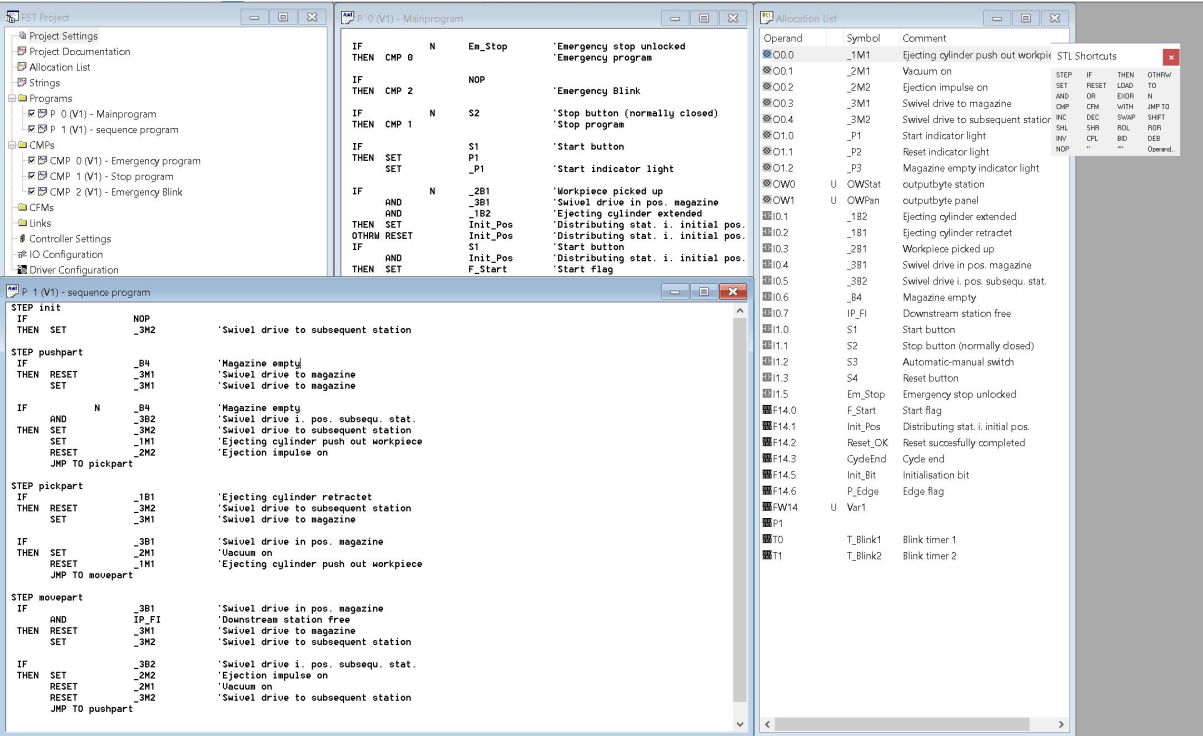 FST Project
Project Settings
Project Documentation
Allocation List
Strings
Programs
P 0 (V1) - Mainprogram
P 1 (V1) - sequence program
CMPs
CMP 0 (V1) - Emergency program
CMP 1 (V1) - Stop program
CMP 2 (V1) - Emergency Blink
CFMs
Links
Controller Settings
IO Configuration
Driver Configuration
P 0 (V1) - Mainprogram
IF N Em_Stop 'Emergency stop unlocked
THEN CMP 0 'Emergency program
IF NOP
THEN CMP 2 'Emergency Blink
IF N S2 'Stop button (normally closed)
THEN CMP 1 'Stop program
IF S1 'Start button
THEN SET P1
SET _P1 'Start indicator light
IF N _2B1 'Workpiece picked up
AND _3B1 'Swivel drive in pos. magazine
AND _1B2 'Ejecting cylinder extended
THEN SET Init_Pos 'Distributing stat. i. initial pos.
OTHRW RESET Init_Pos 'Distributing stat. i. initial pos.
IF S1 'Start button
AND Init_Pos 'Distributing stat. i. initial pos.
THEN SET F_Start 'Start flag
P 1 (V1) - sequence program
STEP init
IF NOP
THEN SET _3M2 'Swivel drive to subsequent station
STEP pushpart
IF _B4 'Magazine empty
THEN RESET _3M1 'Swivel drive to magazine
SET _3M1 'Swivel drive to magazine
IF N _B4 'Magazine empty
AND _3B2 'Swivel drive i. pos. subsequ. stat.
THEN SET _3M2 'Swivel drive to subsequent station
SET _1M1 'Ejecting cylinder push out workpiece
RESET _2M2 'Ejection impulse on
JMP TO pickpart
STEP pickpart
IF _1B1 'Ejecting cylinder retractet
THEN RESET _3M2 'Swivel drive to subsequent station
SET _3M1 'Swivel drive to magazine
IF _3B1 'Swivel drive in pos. magazine
THEN SET _2M1 'Vacuum on
RESET _1M1 'Ejecting cylinder push out workpiece
JMP TO movepart
STEP movepart
IF _3B1 'Swivel drive in pos. magazine
AND IP_FI 'Downstream station free
THEN RESET _3M1 'Swivel drive to magazine
SET _3M2 'Swivel drive to subsequent station
IF _3B2 'Swivel drive i. pos. subsequ. stat.
THEN SET _2M2 'Ejection impulse on
RESET _2M1 'Vacuum on
RESET _3M2 'Swivel drive to subsequent station
JMP TO pushpart
Allocation List
Operand Symbol Comment
O0.0 _1M1 Ejecting cylinder push out workpie
O0.1 _2M1 Vacuum on
O0.2 _2M2 Ejection impulse on
O0.3 _3M1 Swivel drive to magazine
O0.4 _3M2 Swivel drive to subsequent station
O1.0 _P1 Start indicator light
O1.1 _P2 Reset indicator light
O1.2 _P3 Magazine empty indicator light
OW0 U OWStat outputbyte station
OW1 U OWPan outputbyte panel
I0.1 _1B2 Ejecting cylinder extended
I0.2 _1B1 Ejecting cylinder retractet
I0.3 _2B1 Workpiece picked up
I0.4 _3B1 Swivel drive in pos. magazine
I0.5 _3B2 Swivel drive i. pos. subsequ. stat.
I0.6 _B4 Magazine empty
I0.7 IP_FI Downstream station free
I1.0 S1 Start button
I1.1 S2 Stop button (normally closed)
I1.2 S3 Automatic-manual switch
I1.3 S4 Reset button
I1.5 Em_Stop Emergency stop unlocked
F14.0 F_Start Start flag
F14.1 Init_Pos Distributing stat. i. initial pos.
F14.2 Reset_OK Reset succesfully completed
F14.3 CycleEnd Cycle end
F14.5 Init_Bit Initialisation bit
F14.6 P_Edge Edge flag
FW14 U Var1
P1
T0 T_Blink1 Blink timer 1
T1 T_Blink2 Blink timer 2
STL Shortcuts
STEP IF THEN OTHRW
SET RESET LOAD TO
AND OR EXOR N
CMP CFM WITH JMP TO
INC DEC SWAP SHIFT
SHL SHR ROL ROR
INV CPL BID DEB
NOP '' "" Operand..